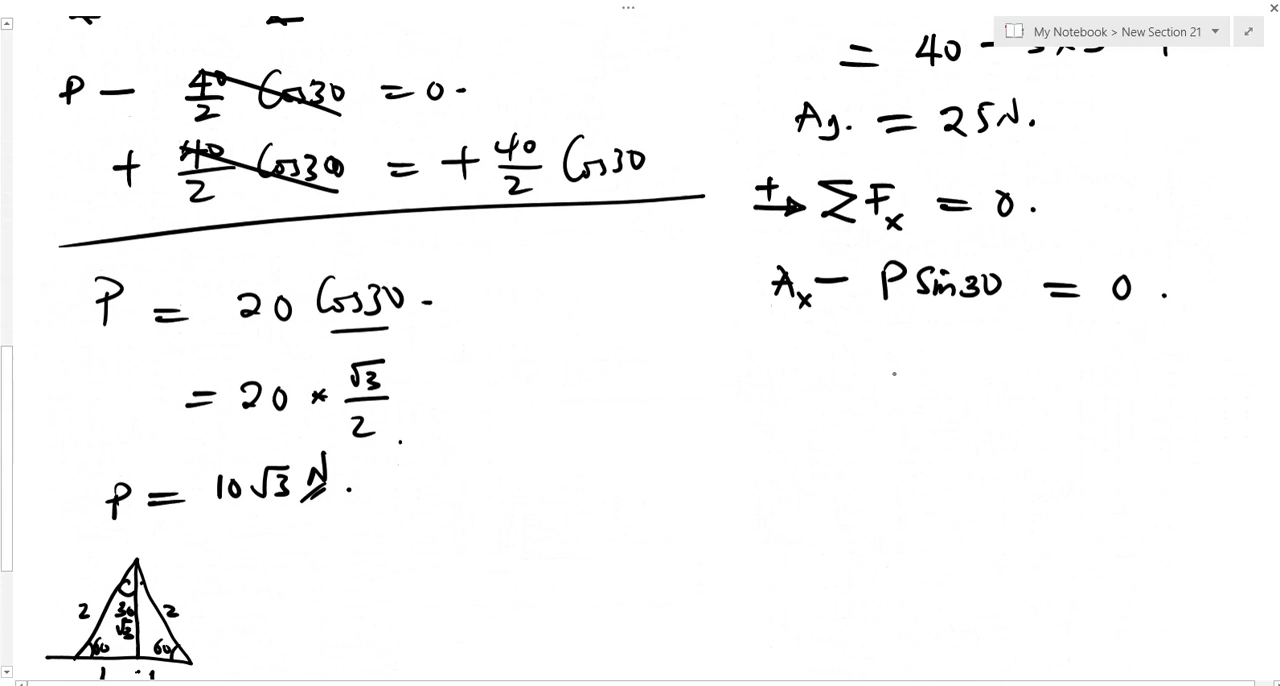 My Notebook > New Section 21
P - 40/2 Cos30 = 0.
+ 40/2 Cos30 = + 40/2 Cos30
P = 20 Cos30.
= 20 × √3/2.
P = 10√3 N.
2 30 2
√3
60 60
1 1
= 40 -
Ay. = 25N.
+→ ΣFx = 0.
Ax - P Sin30 = 0.